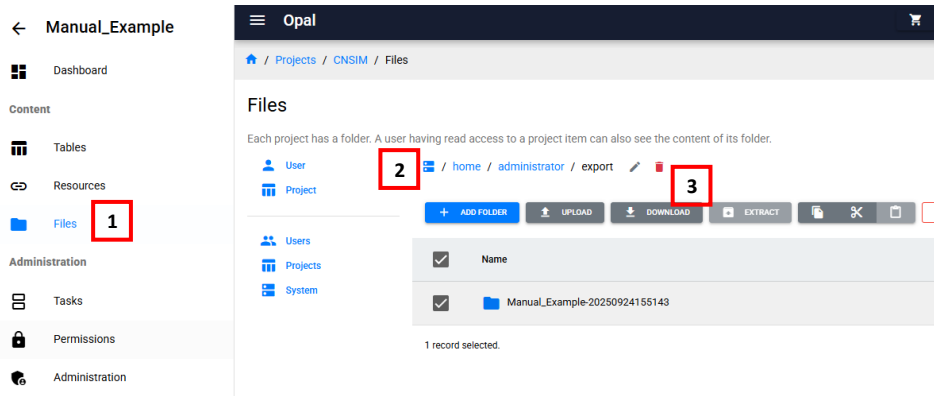 Manual_Example
Dashboard
Content
Tables
Resources
Files
1
Administration
Tasks
Permissions
Administration
Opal
/ Projects / CNSIM / Files
Files
Each project has a folder. A user having read access to a project item can also see the content of its folder.
User
Project
Users
Projects
System
2
/ home / administrator / export
3
ADD FOLDER UPLOAD DOWNLOAD EXTRACT
Name
Manual_Example-20250924155143
1 record selected.